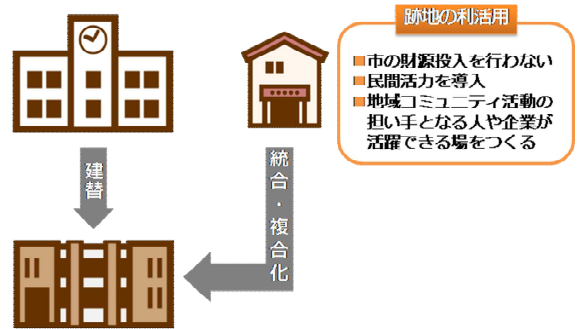 跡地の利活用
■市の財源投入を行わない
■民間活力を導入
■地域コミュニティ活動の
担い手となる人や企業が
活躍できる場をつくる
建替
統合・複合化